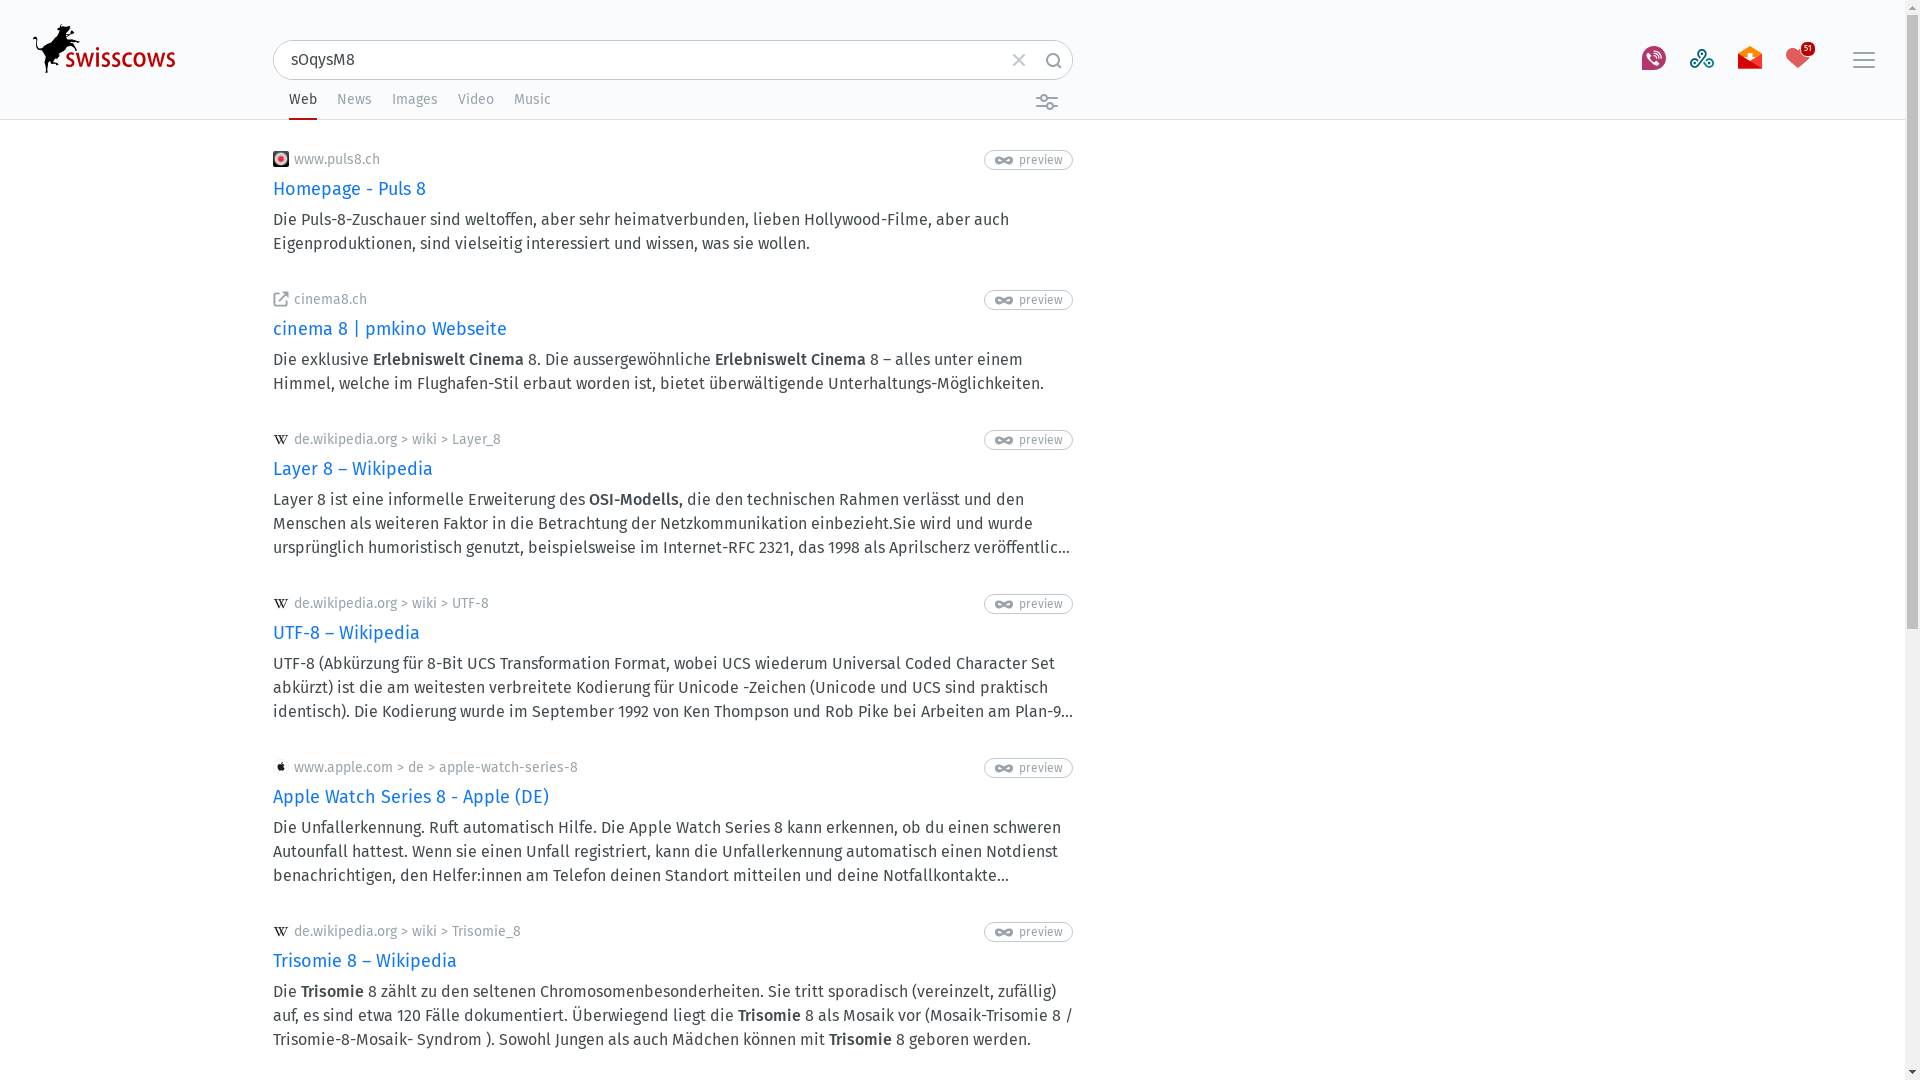 swisscows
sOqysM8
51
Web News Images Video Music
www.puls8.ch preview
Homepage - Puls 8
Die Puls-8-Zuschauer sind weltoffen, aber sehr heimatverbunden, lieben Hollywood-Filme, aber auch
Eigenproduktionen, sind vielseitig interessiert und wissen, was sie wollen.
cinema8.ch preview
cinema 8 | pmkino Webseite
Die exklusive Erlebniswelt Cinema 8. Die aussergewöhnliche Erlebniswelt Cinema 8 – alles unter einem
Himmel, welche im Flughafen-Stil erbaut worden ist, bietet überwältigende Unterhaltungs-Möglichkeiten.
de.wikipedia.org > wiki > Layer_8 preview
Layer 8 – Wikipedia
Layer 8 ist eine informelle Erweiterung des OSI-Modells, die den technischen Rahmen verlässt und den
Menschen als weiteren Faktor in die Betrachtung der Netzkommunikation einbezieht.Sie wird und wurde
ursprünglich humoristisch genutzt, beispielsweise im Internet-RFC 2321, das 1998 als Aprilscherz veröffentlic...
de.wikipedia.org > wiki > UTF-8 preview
UTF-8 – Wikipedia
UTF-8 (Abkürzung für 8-Bit UCS Transformation Format, wobei UCS wiederum Universal Coded Character Set
abkürzt) ist die am weitesten verbreitete Kodierung für Unicode -Zeichen (Unicode und UCS sind praktisch
identisch). Die Kodierung wurde im September 1992 von Ken Thompson und Rob Pike bei Arbeiten am Plan-9...
www.apple.com > de > apple-watch-series-8 preview
Apple Watch Series 8 - Apple (DE)
Die Unfallerkennung. Ruft automatisch Hilfe. Die Apple Watch Series 8 kann erkennen, ob du einen schweren
Autounfall hattest. Wenn sie einen Unfall registriert, kann die Unfallerkennung automatisch einen Notdienst
benachrichtigen, den Helfer:innen am Telefon deinen Standort mitteilen und deine Notfallkontakte...
de.wikipedia.org > wiki > Trisomie_8 preview
Trisomie 8 – Wikipedia
Die Trisomie 8 zählt zu den seltenen Chromosomenbesonderheiten. Sie tritt sporadisch (vereinzelt, zufällig)
auf, es sind etwa 120 Fälle dokumentiert. Überwiegend liegt die Trisomie 8 als Mosaik vor (Mosaik-Trisomie 8 /
Trisomie-8-Mosaik- Syndrom ). Sowohl Jungen als auch Mädchen können mit Trisomie 8 geboren werden.